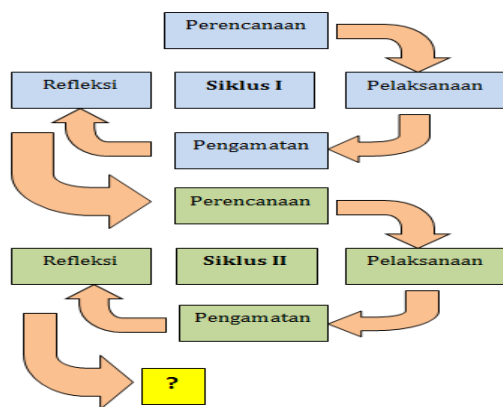 Perencanaan
Refleksi
Siklus I
Pelaksanaan
Pengamatan
Perencanaan
Refleksi
Siklus II
Pelaksanaan
Pengamatan
?